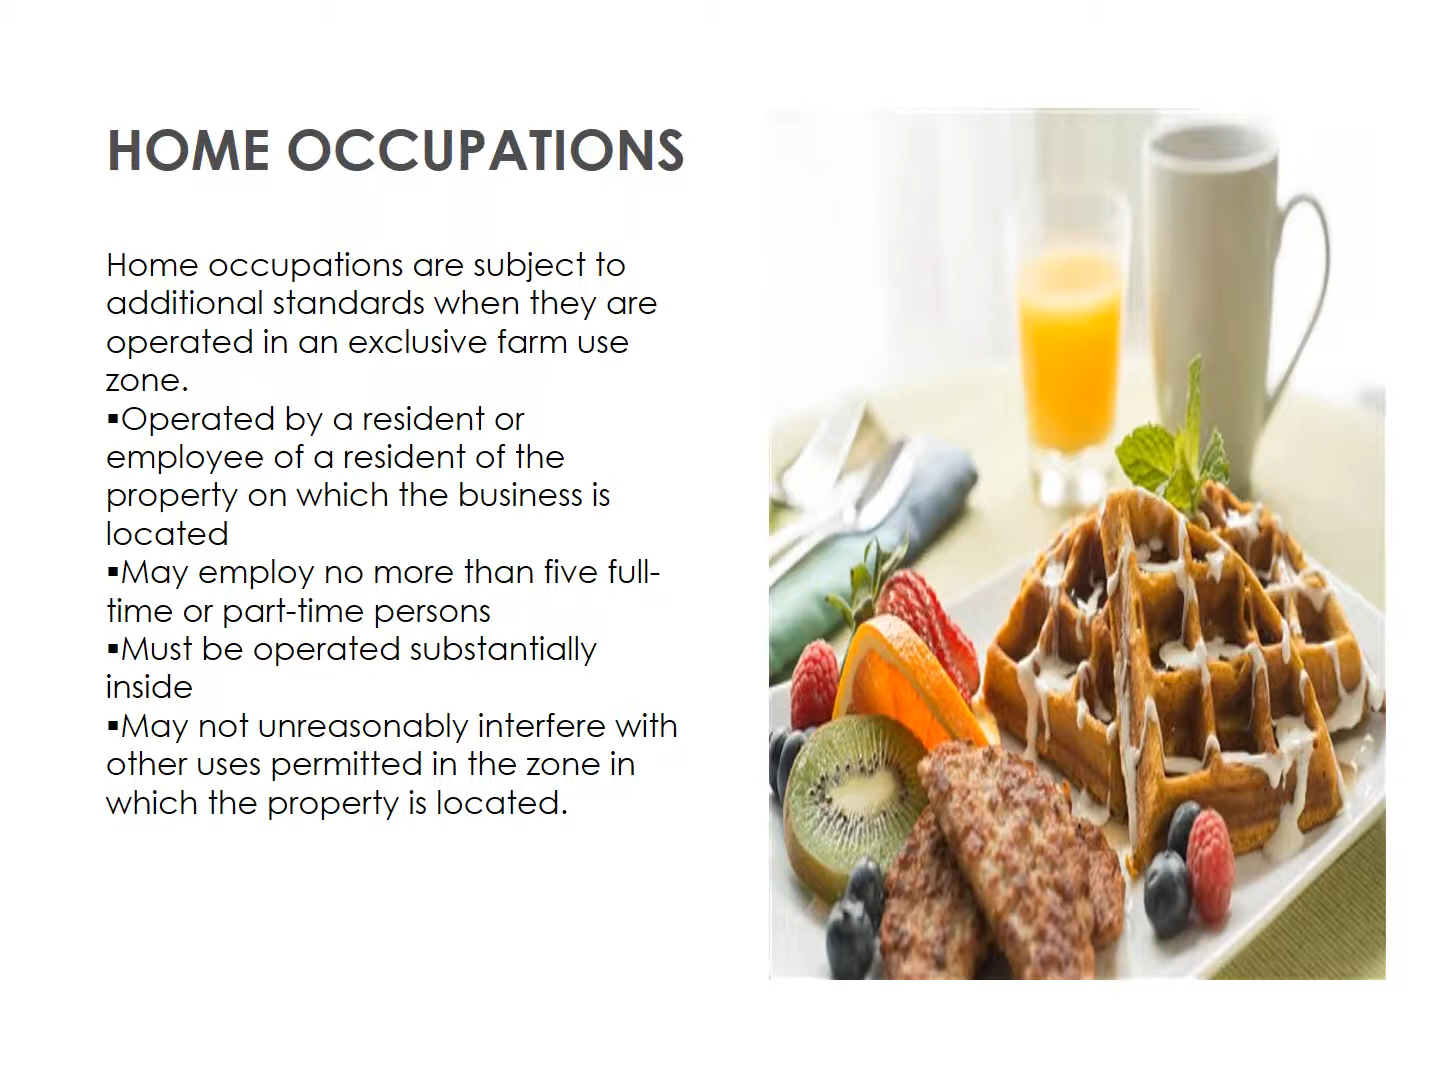 HOME OCCUPATIONS
Home occupations are subject to
additional standards when they are
operated in an exclusive farm use
zone.
▪Operated by a resident or
employee of a resident of the
property on which the business is
located
▪May employ no more than five full-
time or part-time persons
▪Must be operated substantially
inside
▪May not unreasonably interfere with
other uses permitted in the zone in
which the property is located.